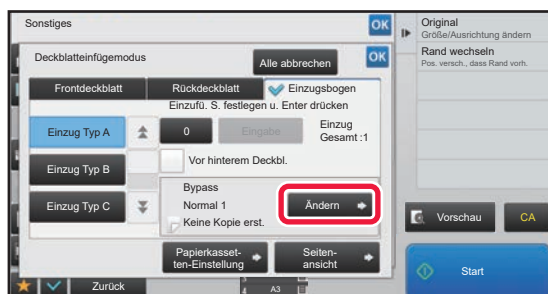 Sonstiges
OK
Deckblatteinfügemodus
Alle abbrechen
OK
Frontdeckblatt
Rückdeckblatt
Einzugsbogen
Einzufü. S. festlegen u. Enter drücken
Einzug Typ A
0
Eingabe
Einzug
Gesamt :1
Einzug Typ B
Vor hinterem Deckbl.
Einzug Typ C
Bypass
Normal 1
Keine Kopie erst.
Ändern
Papierkasset-
ten-Einstellung
Seiten-
ansicht
Zurück
4
A3
Original
Größe/Ausrichtung ändern
Rand wechseln
Pos. versch., dass Rand vorh.
Vorschau
CA
Start